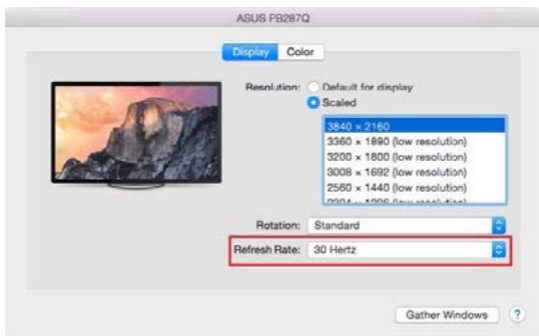 ASUS PB287Q
Display Color
Resolution: Default for display
Scaled
3840 × 2160
3360 × 1890 (low resolution)
3200 × 1800 (low resolution)
3008 × 1692 (low resolution)
2560 × 1440 (low resolution)
Rotation: Standard
Refresh Rate: 30 Hertz
Gather Windows ?